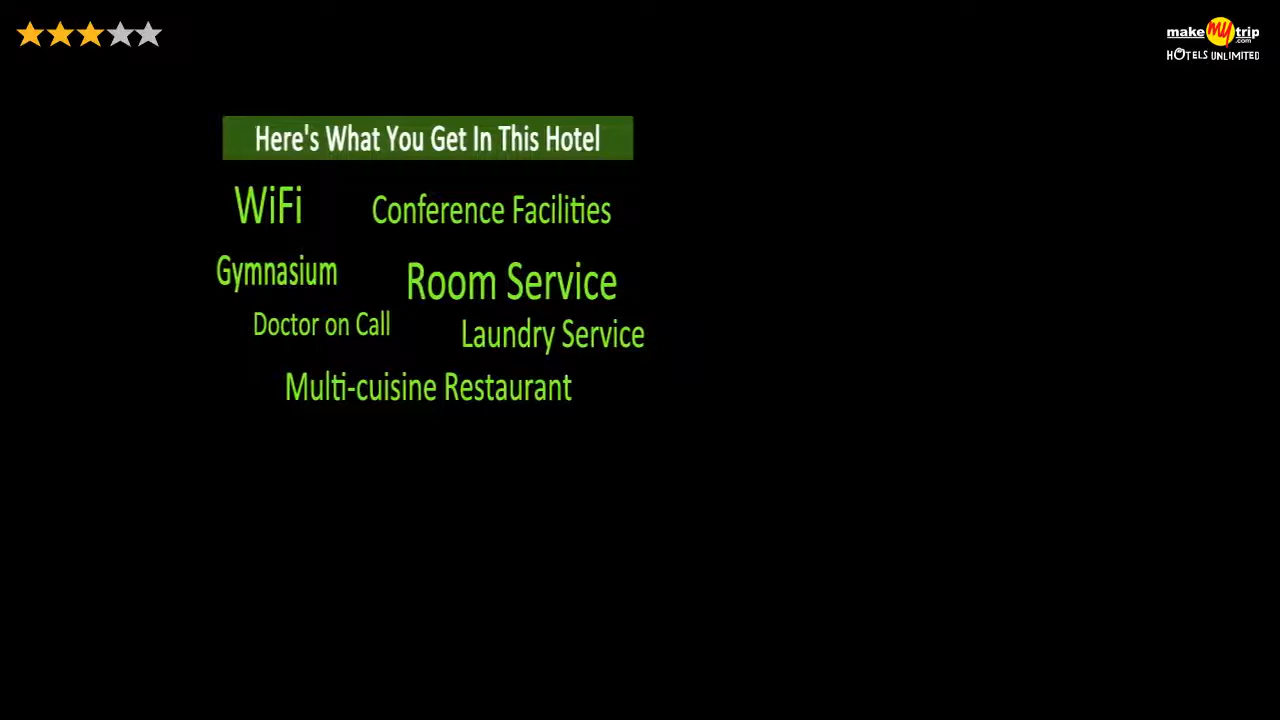 make my trip .com
HOTELS UNLIMITED
Here's What You Get In This Hotel
WiFi Conference Facilities
Gymnasium Room Service
Doctor on Call Laundry Service
Multi-cuisine Restaurant